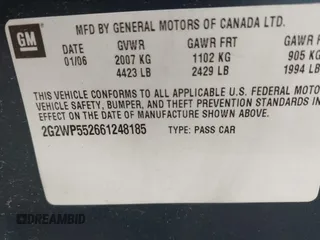 GM
MFD. BY GENERAL MOTORS OF CANADA LTD.
DATE GVWR GAWR FRT GAWR
01/06 2007 KG 1102 KG 905 KG
4423 LB 2429 LB 1994 LB
THIS VEHICLE CONFORMS TO ALL APPLICABLE U.S. FEDERAL MOTOR
VEHICLE SAFETY, BUMPER, AND THEFT PREVENTION STANDARDS IN
EFFECT ON THE DATE OF MANUFACTURE SHOWN ABOVE.
2G2WP552661248185 TYPE: PASS CAR
DREAMBID